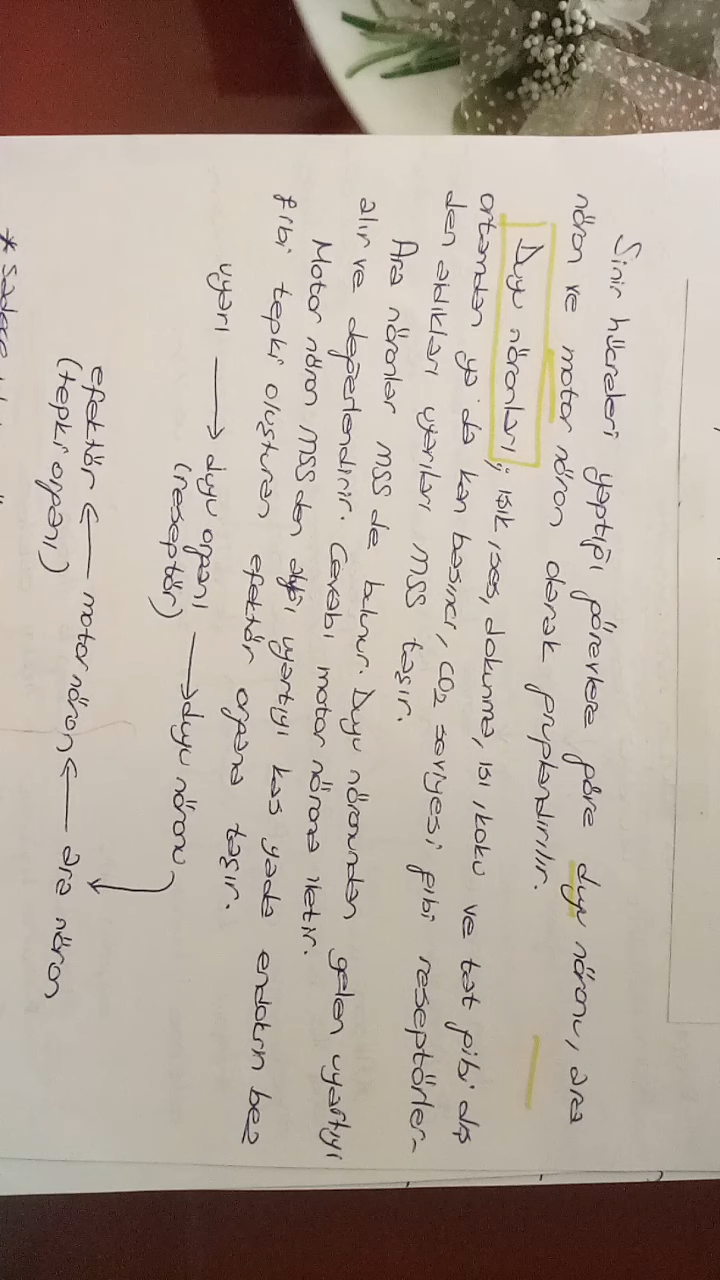 Sinir hücreleri yaptığı görevlere göre duyu nöronu, ara
nöron ve motor nöron olarak gruplandırılır.
Duyu nöronları; ışık, ses, dokunma, ısı, koku ve tat gibi dış
ortamdan ya da kan basıncı, CO2 seviyesi gibi reseptörler-
den aldıkları uyarıları MSS taşır.
Ara nöronlar MSS de bulunur. Duyu nöronundan gelen uyartıyı
alır ve değerlendirir. Cevabı motor nörona iletir.
Motor nöron MSS den aldığı uyartıyı kas yada endokrin bez
gibi tepki oluşturan efektör organa taşır.
uyarı → duyu organı → duyu nöronu
(reseptör)
efektör ← motor nöron ← ara nöron
(tepki organı)